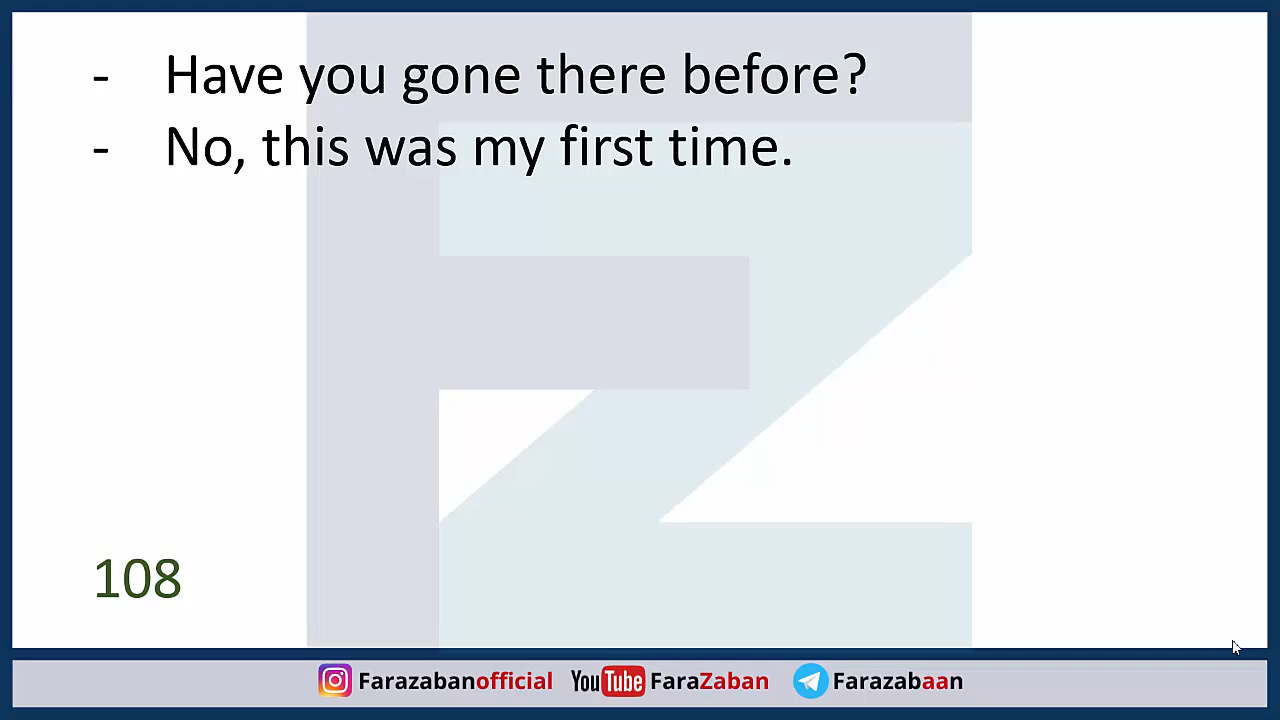 - Have you gone there before?
- No, this was my first time.
108
Farazabanofficial YouTube FaraZaban Farazabaan